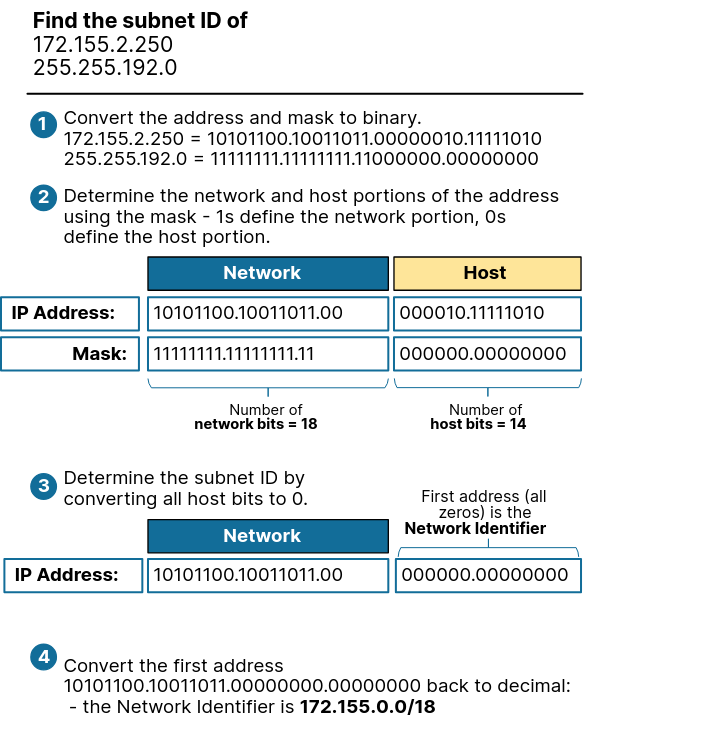 Find the subnet ID of
172.155.2.250
255.255.192.0
1
Convert the address and mask to binary.
172.155.2.250 = 10101100.10011011.00000010.11111010
255.255.192.0 = 11111111.11111111.11000000.00000000
2
Determine the network and host portions of the address
using the mask - 1s define the network portion, 0s
define the host portion.
Network Host
IP Address: 10101100.10011011.00 000010.11111010
Mask: 11111111.11111111.11 000000.00000000
Number of
network bits = 18
Number of
host bits = 14
3
Determine the subnet ID by
converting all host bits to 0.
First address (all
zeros) is the
Network Identifier
Network
IP Address: 10101100.10011011.00 000000.00000000
4
Convert the first address
10101100.10011011.00000000.00000000 back to decimal:
- the Network Identifier is 172.155.0.0/18